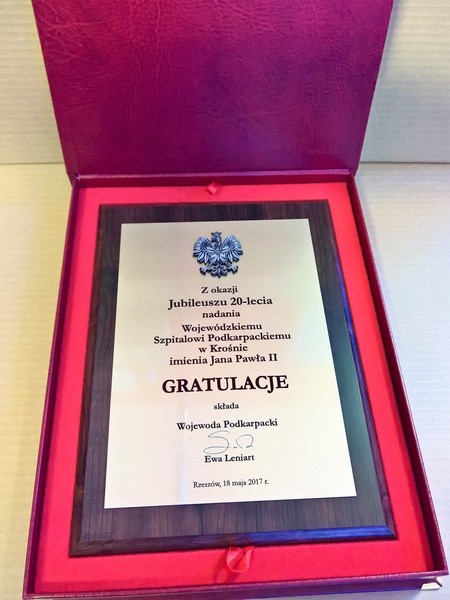 Z okazji
Jubileuszu 20-lecia
nadania
Wojewódzkiemu
Szpitalowi Podkarpackiemu
w Krośnie
imienia Jana Pawła II
GRATULACJE
składa
Wojewoda Podkarpacki
Ewa Leniart
Rzeszów, 18 maja 2017 r.